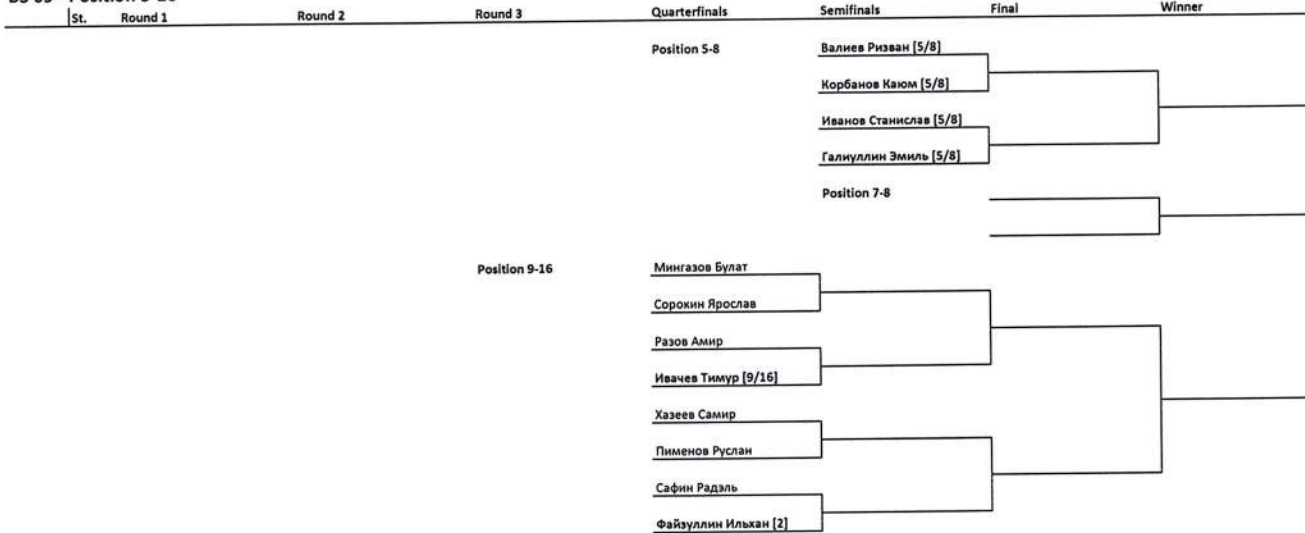 St. Round 1 Round 2 Round 3 Quarterfinals Semifinals Final Winner
Position 5-8 Валиев Ризван [5/8]
Корбанов Каюм [5/8]
Иванов Станислав [5/8]
Галиуллин Эмиль [5/8]
Position 7-8
Position 9-16 Мингазов Булат
Сорокин Ярослав
Разов Амир
Ивачев Тимур [9/16]
Хазеев Самир
Пименов Руслан
Сафин Радэль
Файзуллин Ильхан [2]